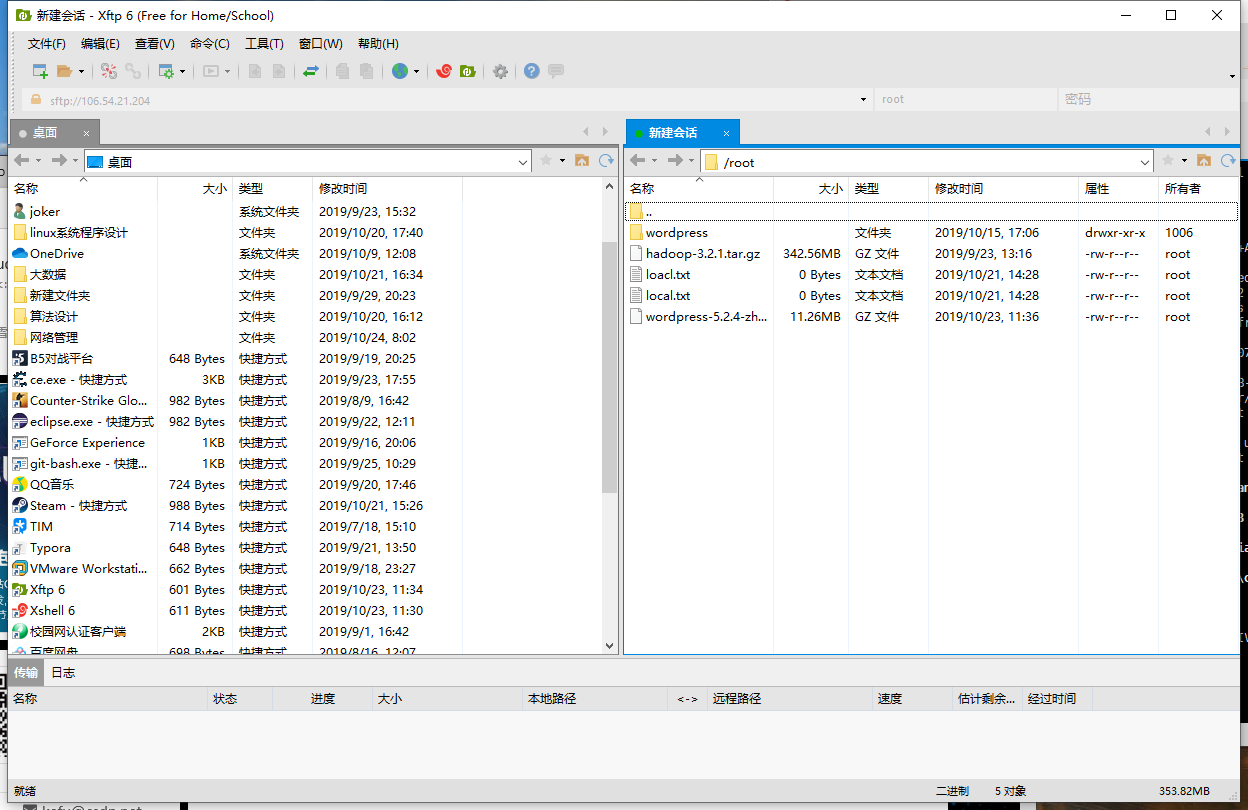 新建会话 - Xftp 6 (Free for Home/School)
文件(F) 编辑(E) 查看(V) 命令(C) 工具(T) 窗口(W) 帮助(H)
sftp://106.54.21.204 root 密码
桌面 × 新建会话 ×
桌面 /root
名称 大小 类型 修改时间
joker 系统文件夹 2019/9/23, 15:32
linux系统程序设计 文件夹 2019/10/20, 17:40
OneDrive 系统文件夹 2019/10/9, 12:08
大数据 文件夹 2019/10/21, 16:34
新建文件夹 文件夹 2019/9/29, 20:23
算法设计 文件夹 2019/10/20, 16:12
网络管理 文件夹 2019/10/24, 8:02
B5对战平台 648 Bytes 快捷方式 2019/9/19, 20:25
ce.exe - 快捷方式 3KB 快捷方式 2019/9/23, 17:55
Counter-Strike Glo... 982 Bytes 快捷方式 2019/8/9, 16:42
eclipse.exe - 快捷方式 982 Bytes 快捷方式 2019/9/22, 12:11
GeForce Experience 1KB 快捷方式 2019/9/16, 20:06
git-bash.exe - 快捷... 1KB 快捷方式 2019/9/25, 10:29
QQ音乐 724 Bytes 快捷方式 2019/9/20, 17:46
Steam - 快捷方式 988 Bytes 快捷方式 2019/10/21, 15:26
TIM 714 Bytes 快捷方式 2019/7/18, 15:10
Typora 648 Bytes 快捷方式 2019/9/21, 13:50
VMware Workstati... 662 Bytes 快捷方式 2019/9/18, 23:27
Xftp 6 601 Bytes 快捷方式 2019/10/23, 11:34
Xshell 6 611 Bytes 快捷方式 2019/10/23, 11:30
校园网认证客户端 2KB 快捷方式 2019/9/1, 16:42
百度网盘 698 Bytes 快捷方式 2019/8/16, 12:07
名称 大小 类型 修改时间 属性 所有者
..
wordpress 文件夹 2019/10/15, 17:06 drwxr-xr-x 1006
hadoop-3.2.1.tar.gz 342.56MB GZ 文件 2019/9/23, 13:16 -rw-r--r-- root
loacl.txt 0 Bytes 文本文档 2019/10/21, 14:28 -rw-r--r-- root
local.txt 0 Bytes 文本文档 2019/10/21, 14:28 -rw-r--r-- root
wordpress-5.2.4-zh... 11.26MB GZ 文件 2019/10/23, 11:36 -rw-r--r-- root
传输 日志
名称 状态 进度 大小 本地路径 <-> 远程路径 速度 估计剩余... 经过时间
就绪 二进制 5 对象 353.82MB